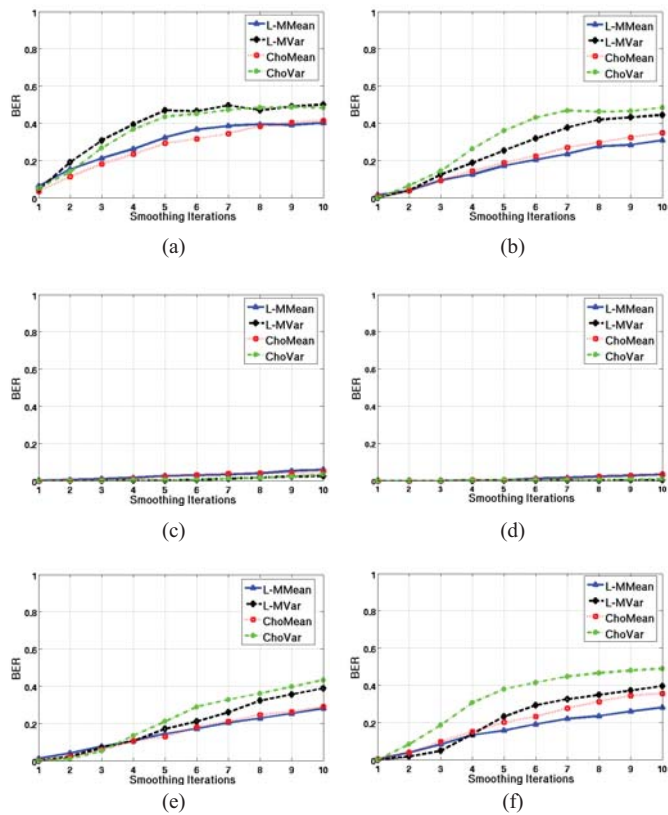 1
0.8
0.6
0.4
0.2
0
BER
L-MMean
L-MVar
ChoMean
ChoVar
1 2 3 4 5 6 7 8 9 10
Smoothing Iterations
(a)
1
0.8
0.6
0.4
0.2
0
BER
L-MMean
L-MVar
ChoMean
ChoVar
1 2 3 4 5 6 7 8 9 10
Smoothing Iterations
(b)
1
0.8
0.6
0.4
0.2
0
BER
L-MMean
L-MVar
ChoMean
ChoVar
1 2 3 4 5 6 7 8 9 10
Smoothing Iterations
(c)
1
0.8
0.6
0.4
0.2
0
BER
L-MMean
L-MVar
ChoMean
ChoVar
1 2 3 4 5 6 7 8 9 10
Smoothing Iterations
(d)
1
0.8
0.6
0.4
0.2
0
BER
L-MMean
L-MVar
ChoMean
ChoVar
1 2 3 4 5 6 7 8 9 10
Smoothing Iterations
(e)
1
0.8
0.6
0.4
0.2
0
BER
L-MMean
L-MVar
ChoMean
ChoVar
1 2 3 4 5 6 7 8 9 10
Smoothing Iterations
(f)